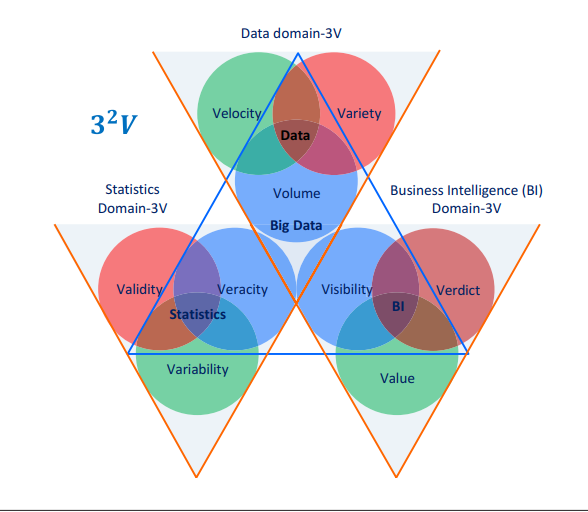 Data domain-3V
3²V
Velocity
Variety
Data
Volume
Big Data
Statistics
Domain-3V
Business Intelligence (BI)
Domain-3V
Validity
Veracity
Statistics
Variability
Visibility
Verdict
BI
Value